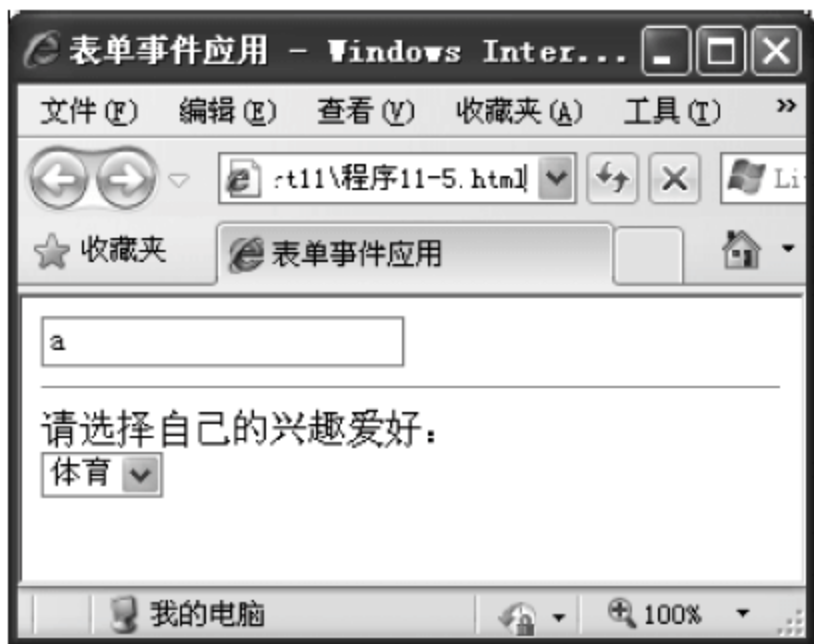 表单事件应用 - Windows Inter...
文件(F) 编辑(E) 查看(V) 收藏夹(A) 工具(T) »
rt11\程序11-5.html Li
收藏夹 表单事件应用
a
请选择自己的兴趣爱好：
体育
我的电脑 100%